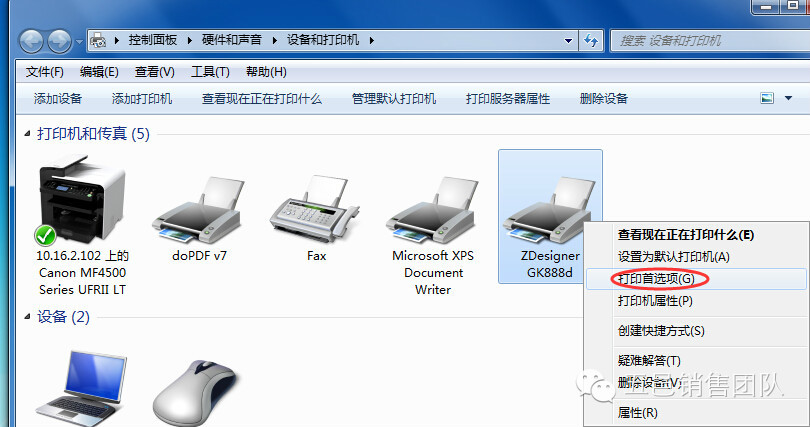 控制面板 ▸ 硬件和声音 ▸ 设备和打印机 ▸
搜索 设备和打印机
文件(F) 编辑(E) 查看(V) 工具(T) 帮助(H)
添加设备 添加打印机 查看现在正在打印什么 管理默认打印机 打印服务器属性 删除设备
打印机和传真 (5)
10.16.2.102 上的
Canon MF4500
Series UFRII LT
doPDF v7
Fax
Microsoft XPS
Document
Writer
ZDesigner
GK888d
查看现在正在打印什么(E)
设置为默认打印机(A)
打印首选项(G)
打印机属性(P)
创建快捷方式(S)
疑难解答(T)
删除设备(V)
属性(R)
设备 (2)
五邑销售团队